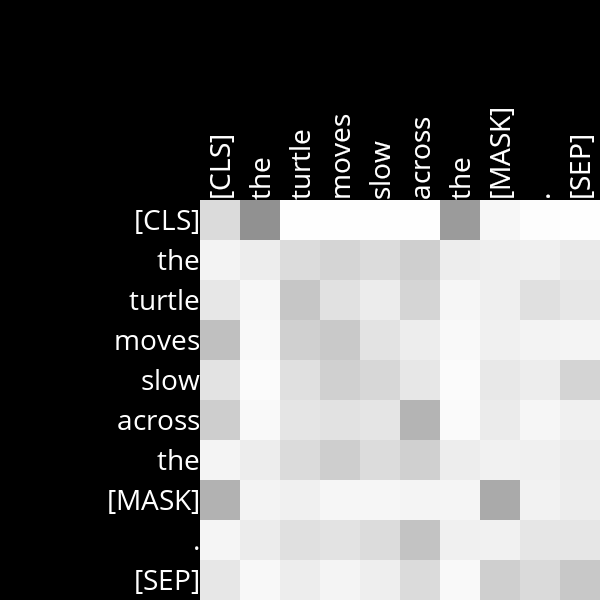 [CLS] the turtle moves slow across the [MASK] . [SEP]
[CLS]
the
turtle
moves
slow
across
the
[MASK]
.
[SEP]